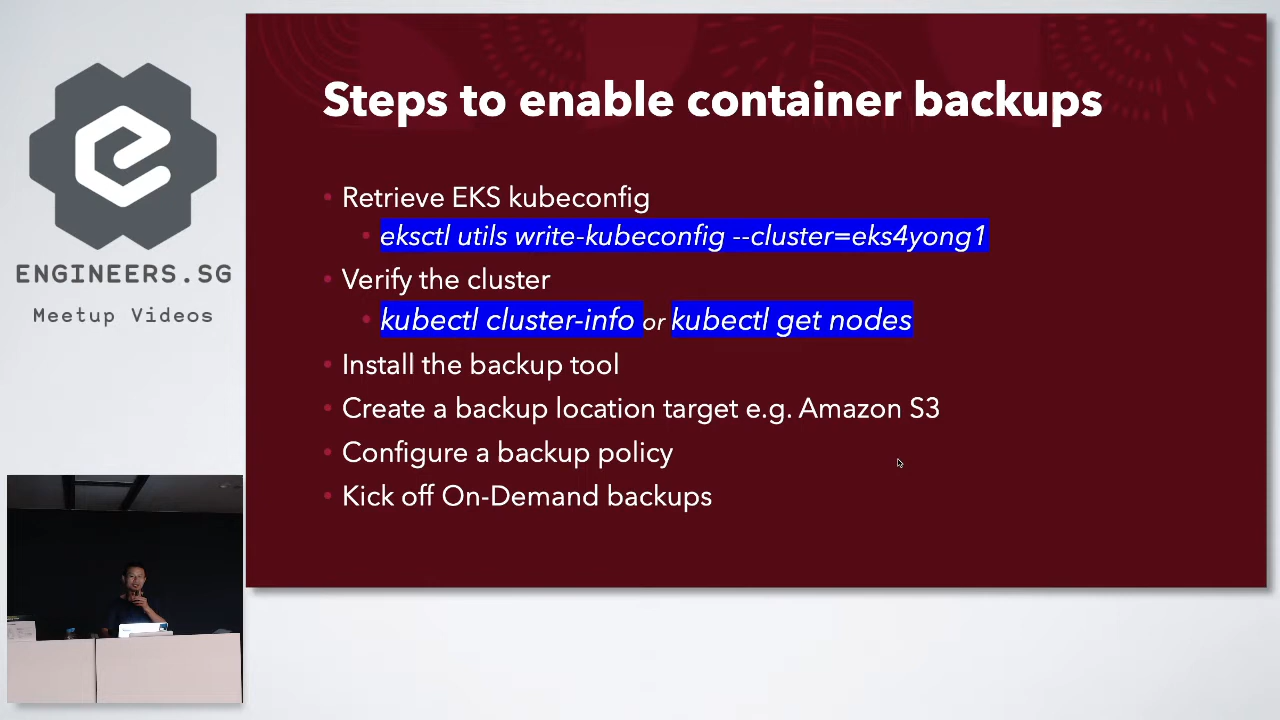 Steps to enable container backups
• Retrieve EKS kubeconfig
• eksctl utils write-kubeconfig --cluster=eks4yong1
• Verify the cluster
• kubectl cluster-info or kubectl get nodes
• Install the backup tool
• Create a backup location target e.g. Amazon S3
• Configure a backup policy
• Kick off On-Demand backups
ENGINEERS.SG
Meetup Videos